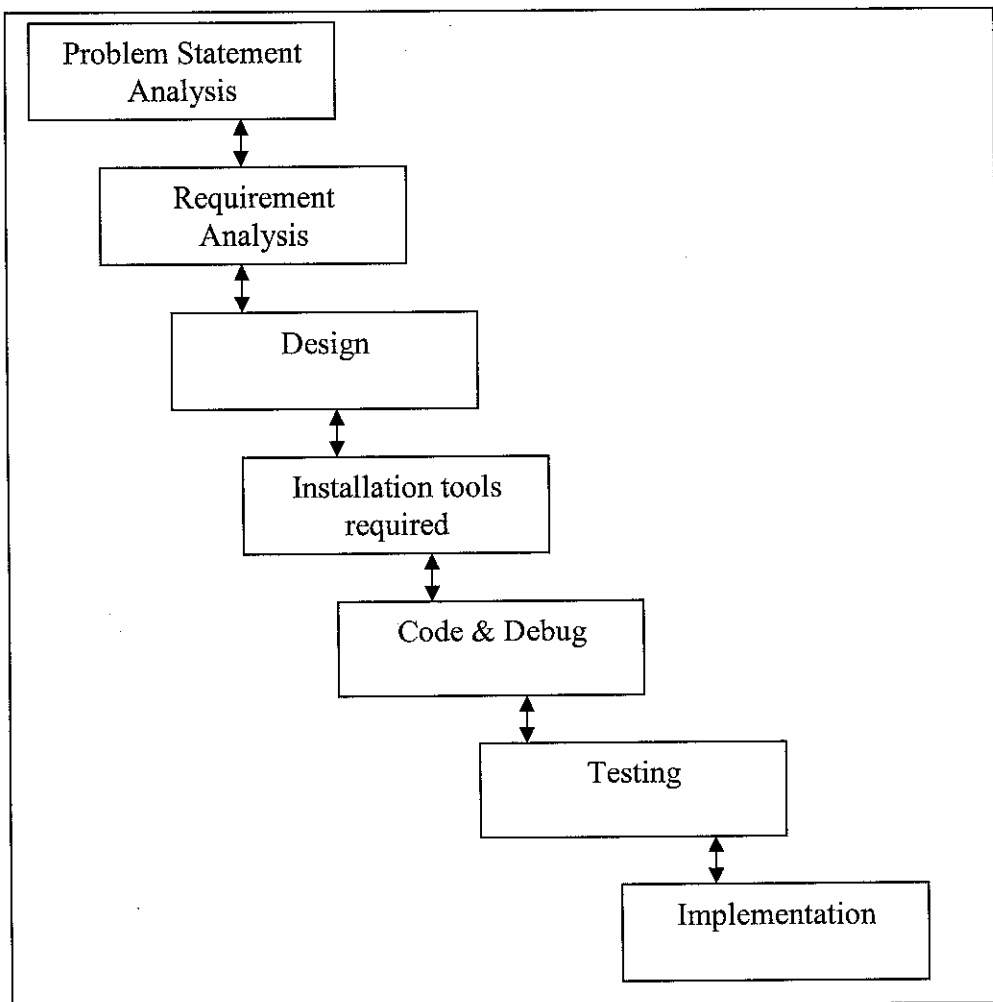 Problem Statement
Analysis
Requirement
Analysis
Design
Installation tools
required
Code & Debug
Testing
Implementation